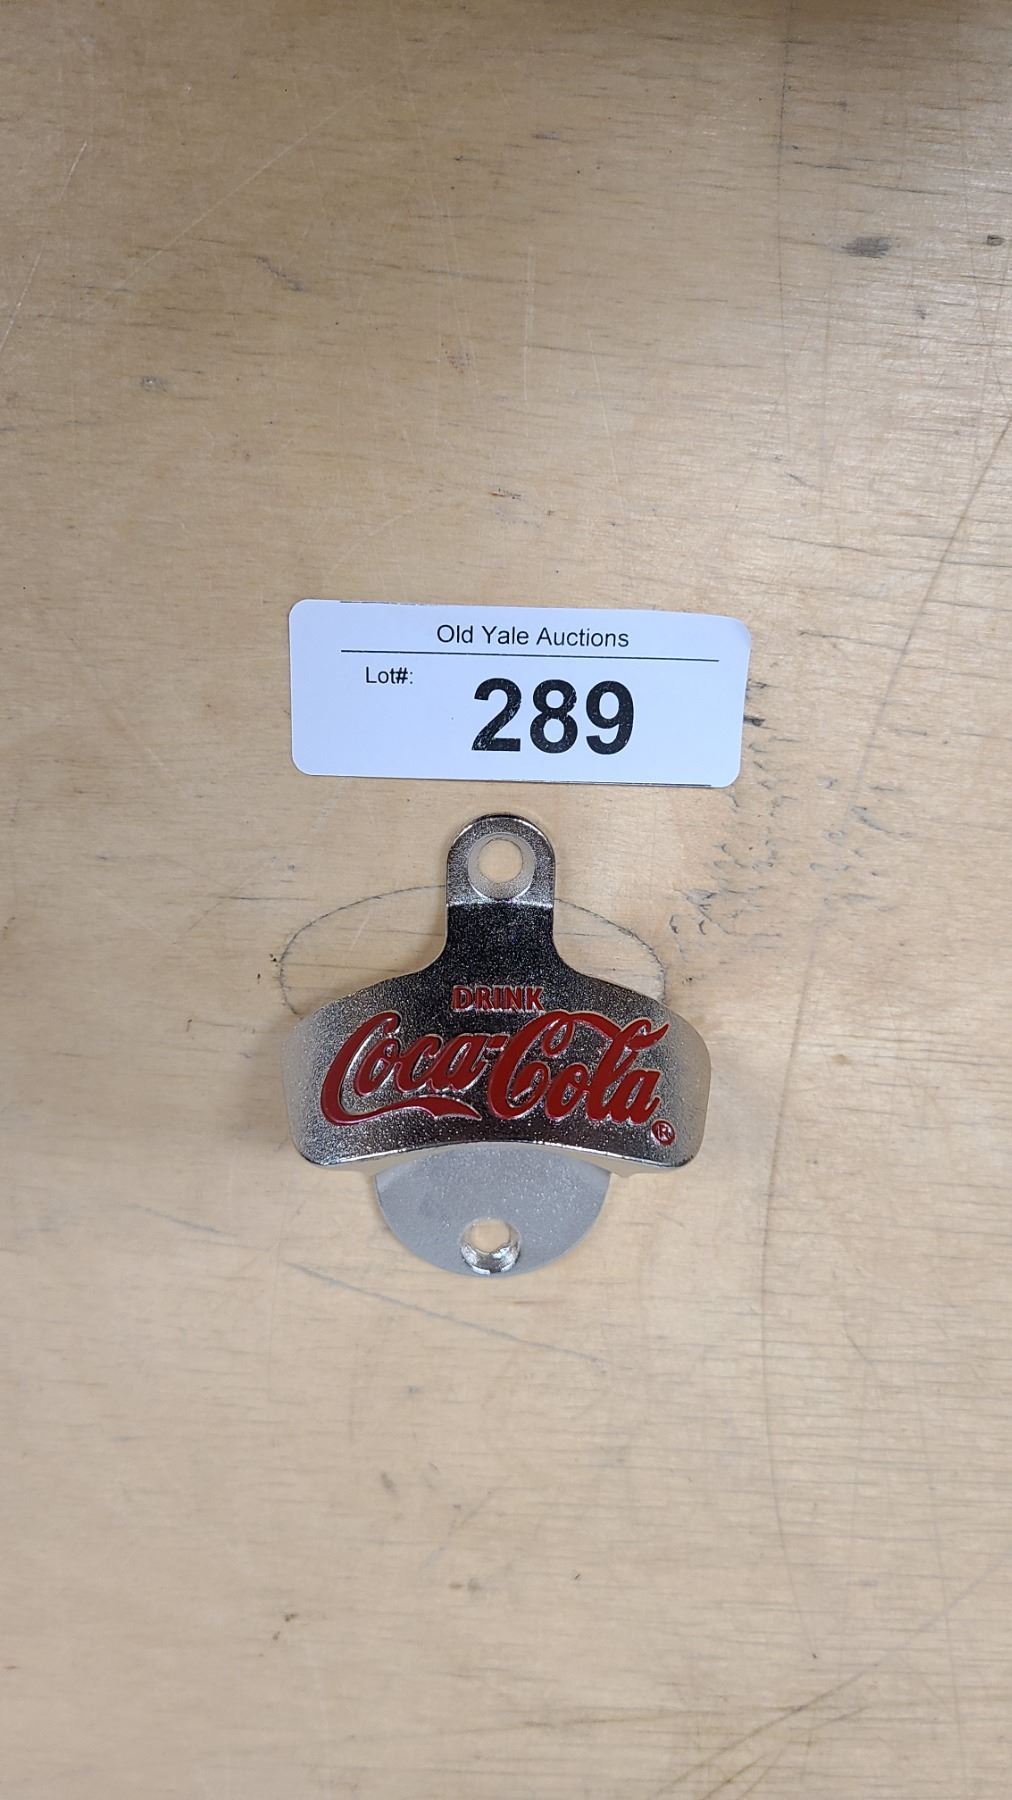 Old Yale Auctions
Lot#:
289
DRINK
Coca-Cola
®